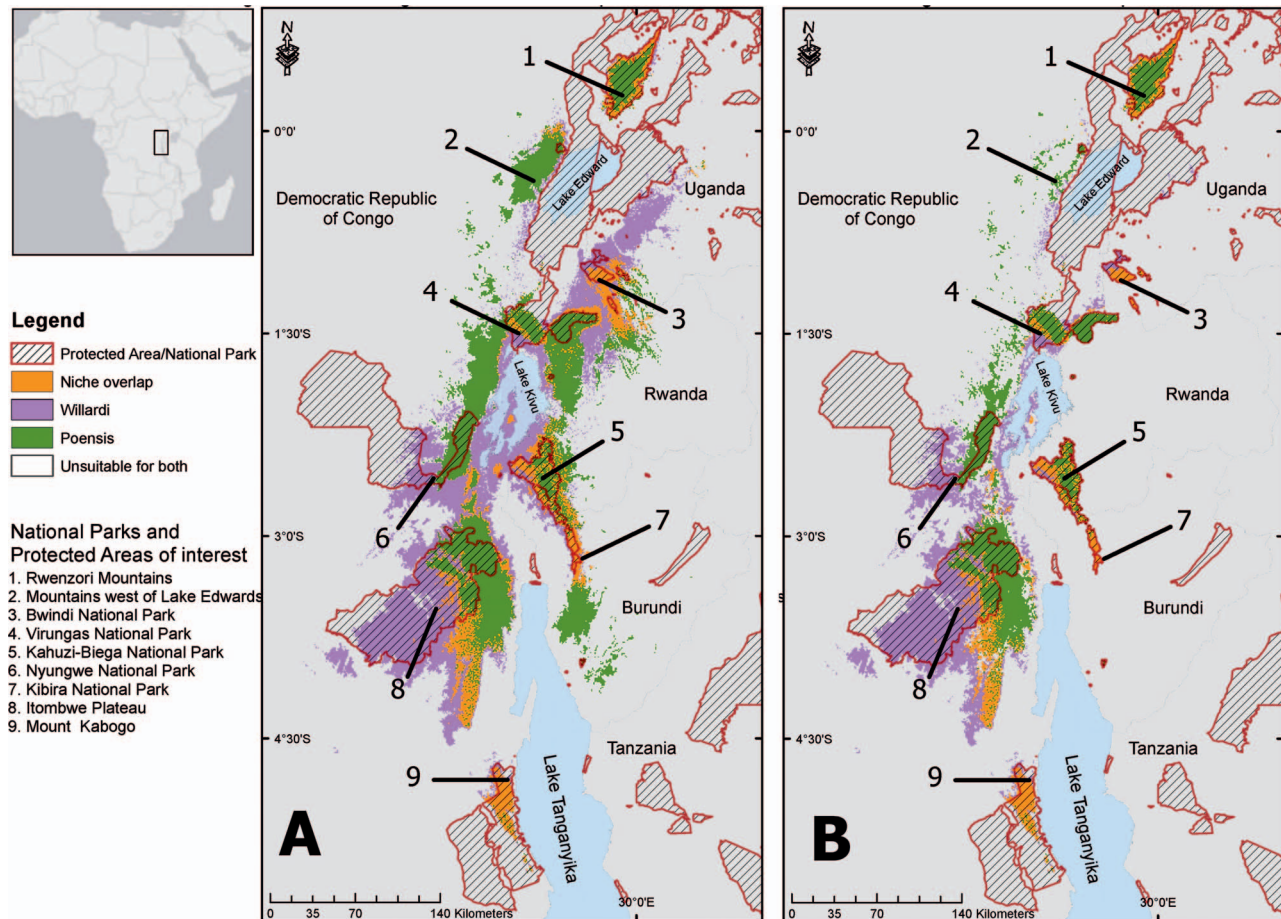 Legend
Protected Area/National Park
Niche overlap
Willardi
Poensis
Unsuitable for both
National Parks and
Protected Areas of interest
1. Rwenzori Mountains
2. Mountains west of Lake Edwards
3. Bwindi National Park
4. Virungas National Park
5. Kahuzi-Biega National Park
6. Nyungwe National Park
7. Kibira National Park
8. Itombwe Plateau
9. Mount Kabogo
N
1
0°0'
2
Lake Edward
Uganda
Democratic Republic
of Congo
4
3
1°30'S
Lake Kivu
Rwanda
5
6
7
3°0'S
Burundi
8
4°30'S
Tanzania
9
Lake Tanganyika
A
30°0'E
0 35 70 140 Kilometers
N
1
0°0'
2
Lake Edward
Uganda
Democratic Republic
of Congo
4
3
1°30'S
Lake Kivu
Rwanda
5
6
7
3°0'S
Burundi
8
4°30'S
Tanzania
9
Lake Tanganyika
B
30°0'E
0 35 70 140 Kilometers